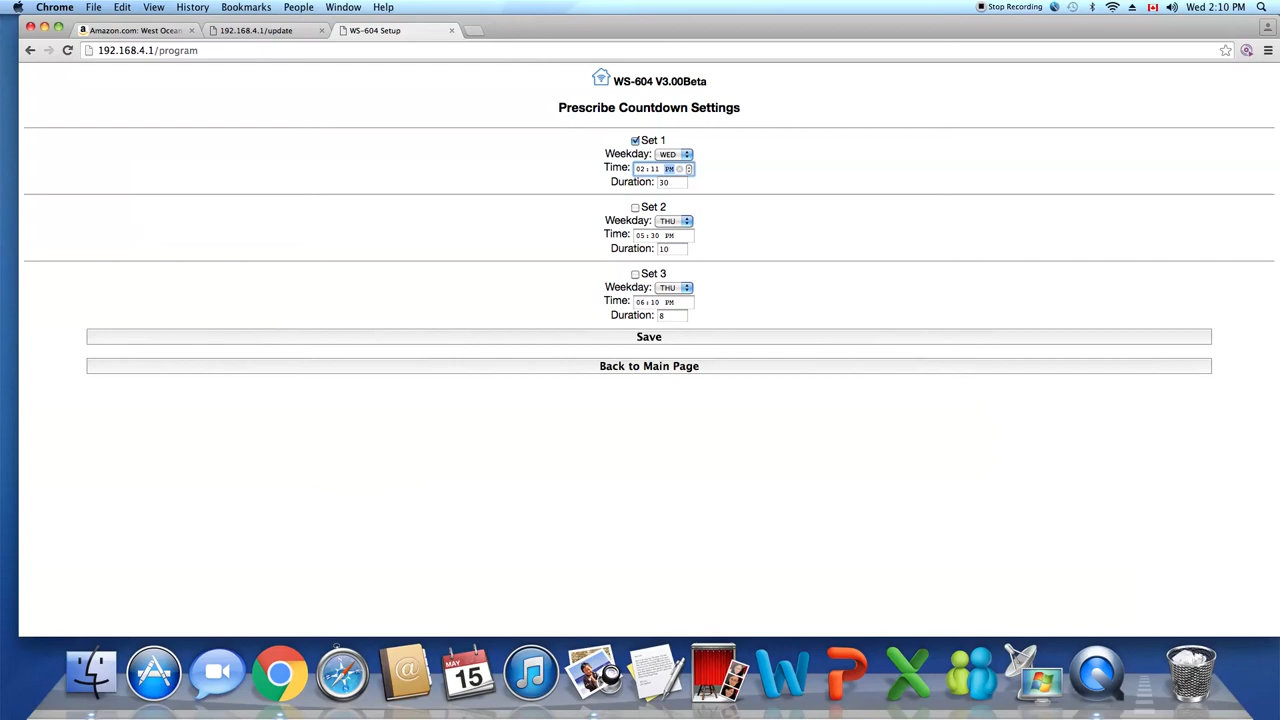 Chrome File Edit View History Bookmarks People Window Help Stop Recording Wed 2:10 PM
Amazon.com: West Ocean 192.168.4.1/update WS-604 Setup
192.168.4.1/program
WS-604 V3.00Beta
Prescribe Countdown Settings
Set 1
Weekday: WED
Time: 02:11 PM
Duration: 30
Set 2
Weekday: THU
Time: 05:30 PM
Duration: 10
Set 3
Weekday: THU
Time: 06:10 PM
Duration: 8
Save
Back to Main Page
MAY
15